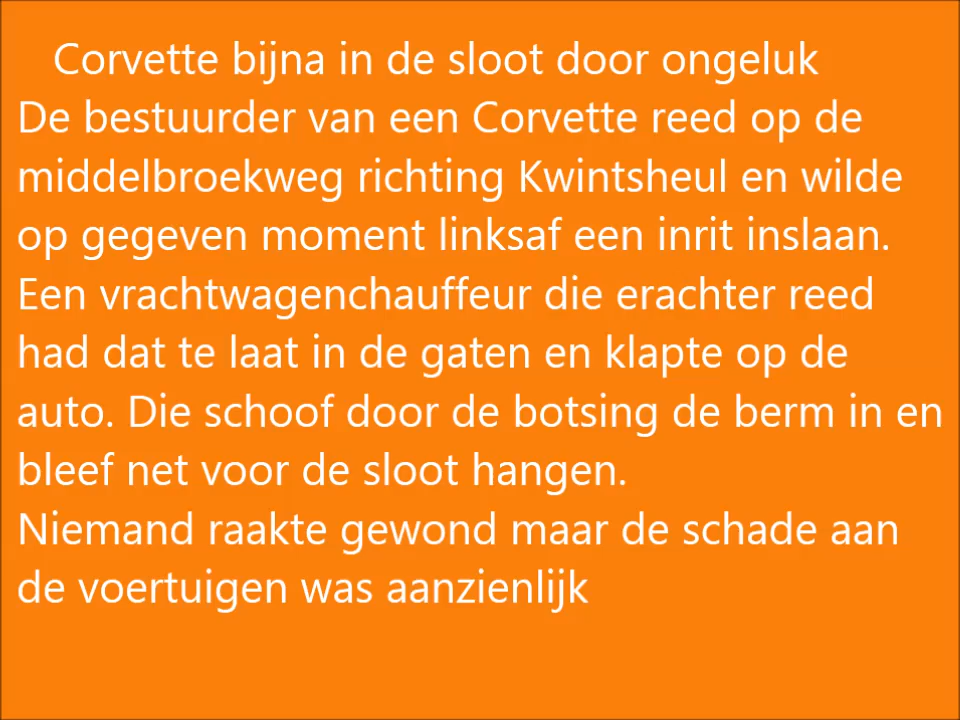 Corvette bijna in de sloot door ongeluk
De bestuurder van een Corvette reed op de
middelbroekweg richting Kwintsheul en wilde
op gegeven moment linksaf een inrit inslaan.
Een vrachtwagenchauffeur die erachter reed
had dat te laat in de gaten en klapte op de
auto. Die schoof door de botsing de berm in en
bleef net voor de sloot hangen.
Niemand raakte gewond maar de schade aan
de voertuigen was aanzienlijk